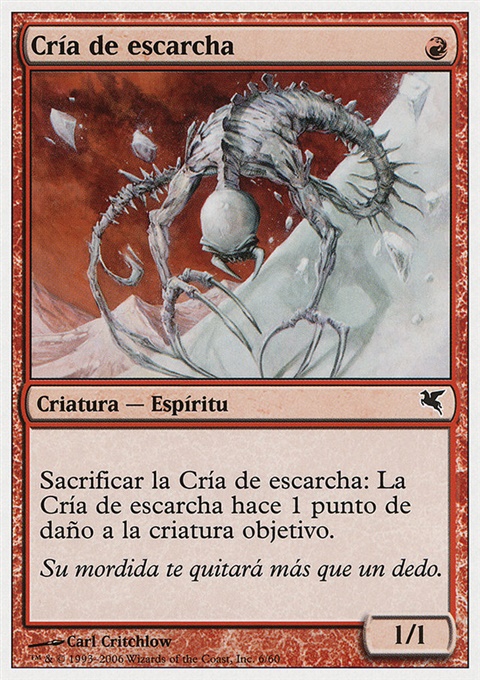 Cría de escarcha
Criatura — Espíritu
Sacrificar la Cría de escarcha: La
Cría de escarcha hace 1 punto de
daño a la criatura objetivo.
Su mordida te quitará más que un dedo.
1/1
Carl Critchlow
™ & © 1993–2006 Wizards of the Coast, Inc. 6/60